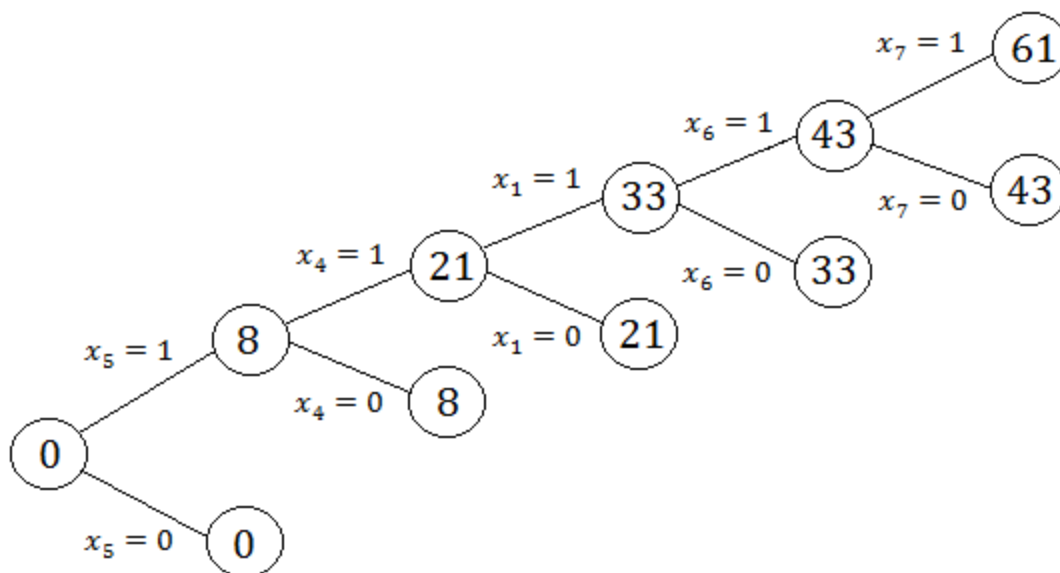 x₇ = 1
61
x₆ = 1
43
x₇ = 0
43
x₁ = 1
33
x₆ = 0
33
x₄ = 1
21
x₁ = 0
21
x₅ = 1
8
x₄ = 0
8
0
x₅ = 0
0